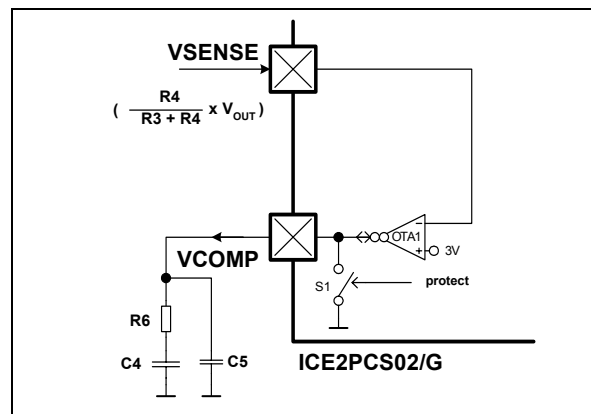 VSENSE
( R4
R3 + R4 x VOUT )
OTA1
3V
VCOMP
S1
protect
R6
C4
C5
ICE2PCS02/G
−
+